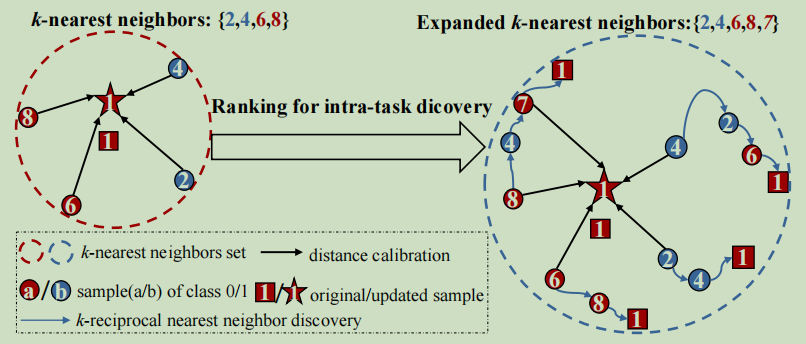 k-nearest neighbors: {2,4,6,8}
Expanded k-nearest neighbors:{2,4,6,8,7}
4
8
1
1
2
6
Ranking for intra-task dicovery
1
7
4
8
4
2
6
1
1
1
2
4
1
6
8
1
k-nearest neighbors set
distance calibration
a/b sample(a/b) of class 0/1
1/1 original/updated sample
k-reciprocal nearest neighbor discovery